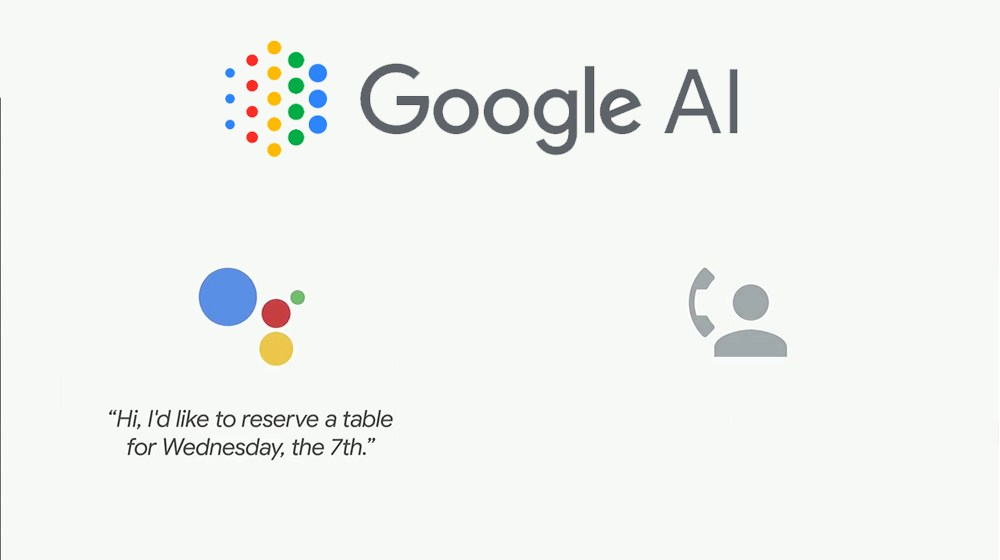 Google AI
“Hi, I'd like to reserve a table
for Wednesday, the 7th.”